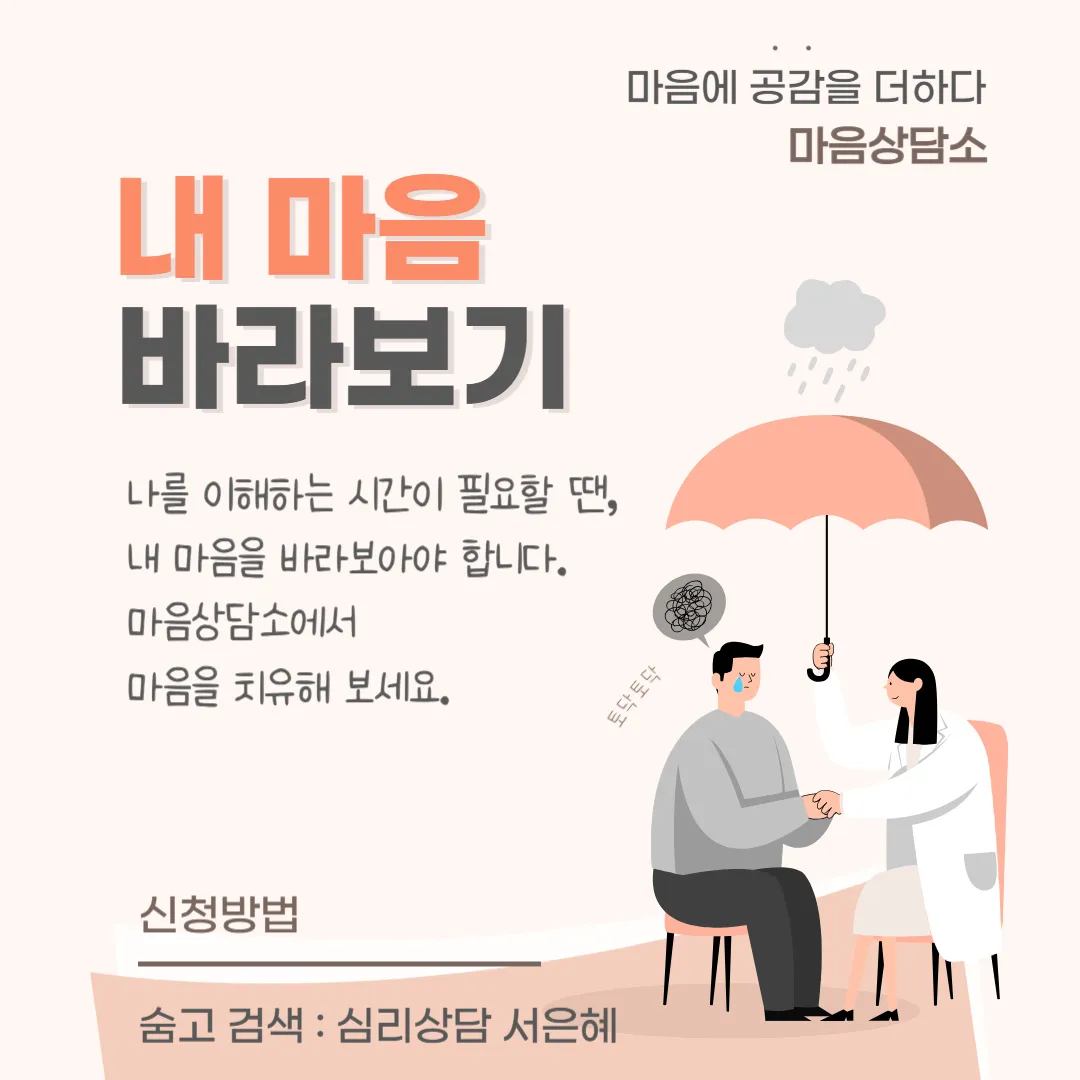 마음에 공감을 더하다
마음상담소
내 마음
바라보기
나를 이해하는 시간이 필요할 땐,
내 마음을 바라보아야 합니다.
마음상담소에서
마음을 치유해 보세요.
토닥토닥
신청방법
숨고 검색 : 심리상담 서은혜